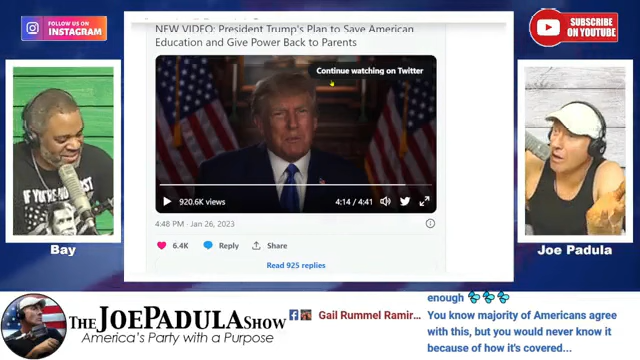 FOLLOW US ON
INSTAGRAM
SUBSCRIBE
ON YOUTUBE
NEW VIDEO: President Trump's Plan to Save American
Education and Give Power Back to Parents
Continue watching on Twitter
920.6K views
4:14 / 4:41
4:48 PM · Jan 26, 2023
6.4K
Reply
Share
Read 925 replies
IF YOU'RE
Bay
Joe Padula
THE JOEPADULA SHOW
America's Party with a Purpose
Gail Rummel Ramir...
enough
You know majority of Americans agree
with this, but you would never know it
because of how it's covered...